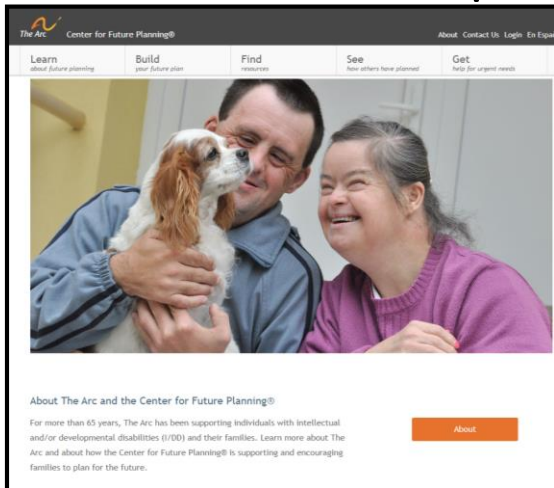 The Arc
Center for Future Planning®
About Contact Us Login En Espa
Learn
about future planning
Build
your future plan
Find
resources
See
how others have planned
Get
help for urgent needs
About The Arc and the Center for Future Planning®
For more than 65 years, The Arc has been supporting individuals with intellectual
and/or developmental disabilities (I/DD) and their families. Learn more about The
Arc and about how the Center for Future Planning® is supporting and encouraging
families to plan for the future.
About